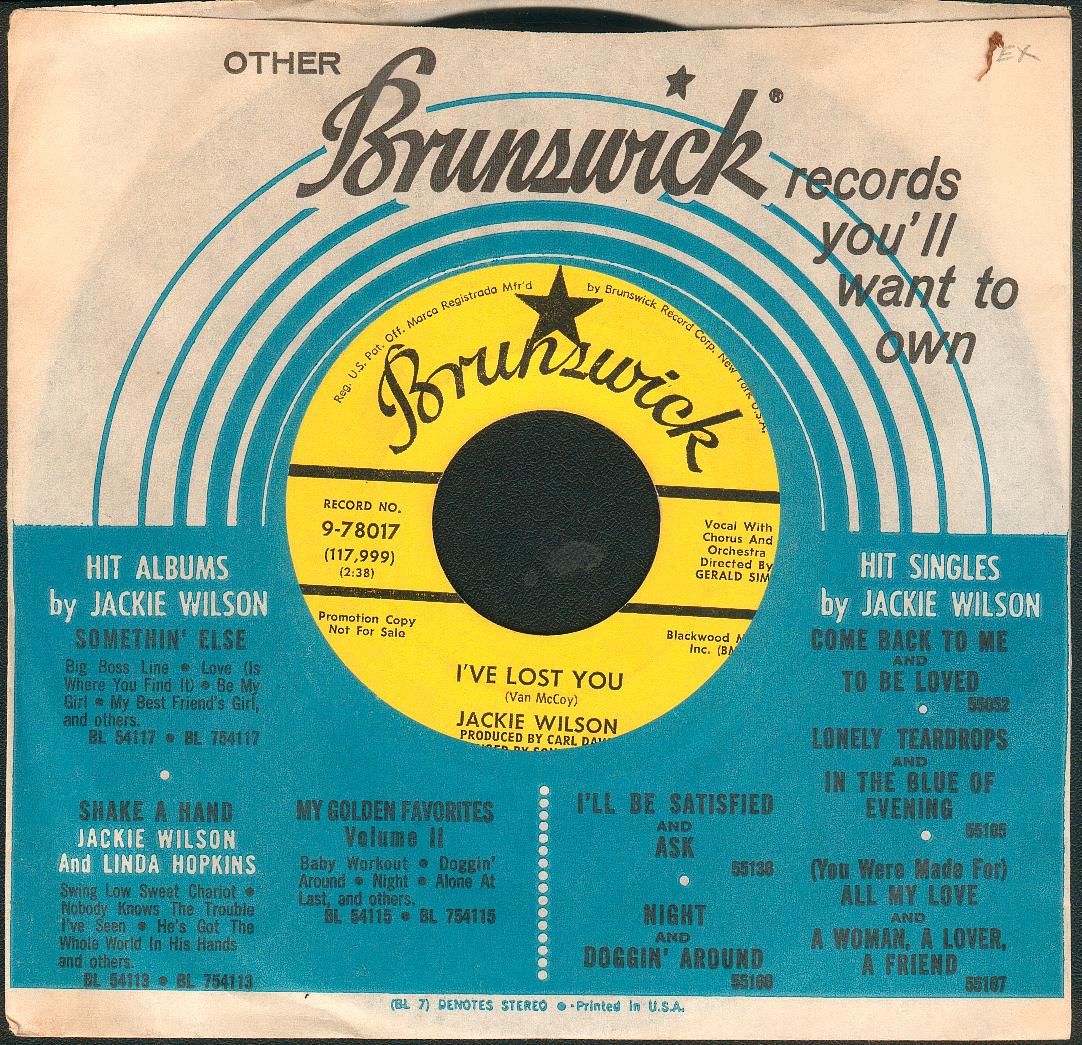 OTHER
Brunswick®
records
you'll
want to
own
EX
Reg. U.S. Pat. Off. Marca Registrada Mfr'd by Brunswick Record Corp. New York U.S.A.
Brunswick
RECORD NO.
9-78017
(117,999)
(2:38)
Vocal With
Chorus And
Orchestra
Directed By
GERALD SIM
Promotion Copy
Not For Sale
Blackwood M
Inc. (BM
I'VE LOST YOU
(Van McCoy)
JACKIE WILSON
PRODUCED BY CARL DAV
HIT ALBUMS
by JACKIE WILSON
SOMETHIN' ELSE
Big Boss Line • Love (Is
Where You Find It) • Be My
Girl • My Best Friend's Girl,
and others.
BL 54117 • BL 754117
SHAKE A HAND
JACKIE WILSON
And LINDA HOPKINS
Swing Low Sweet Chariot •
Nobody Knows The Trouble
I've Seen • He's Got The
Whole World In His Hands
and others.
BL 54113 • BL 754113
MY GOLDEN FAVORITES
Volume II
Baby Workout • Doggin'
Around • Night • Alone At
Last, and others.
BL 54115 • BL 754115
HIT SINGLES
by JACKIE WILSON
COME BACK TO ME
AND
TO BE LOVED
55052
LONELY TEARDROPS
AND
IN THE BLUE OF
EVENING
55105
I'LL BE SATISFIED
AND
ASK
55136
NIGHT
AND
DOGGIN' AROUND
55166
(You Were Made For)
ALL MY LOVE
AND
A WOMAN, A LOVER,
A FRIEND
55167
(BL 7) DENOTES STEREO • Printed in U.S.A.